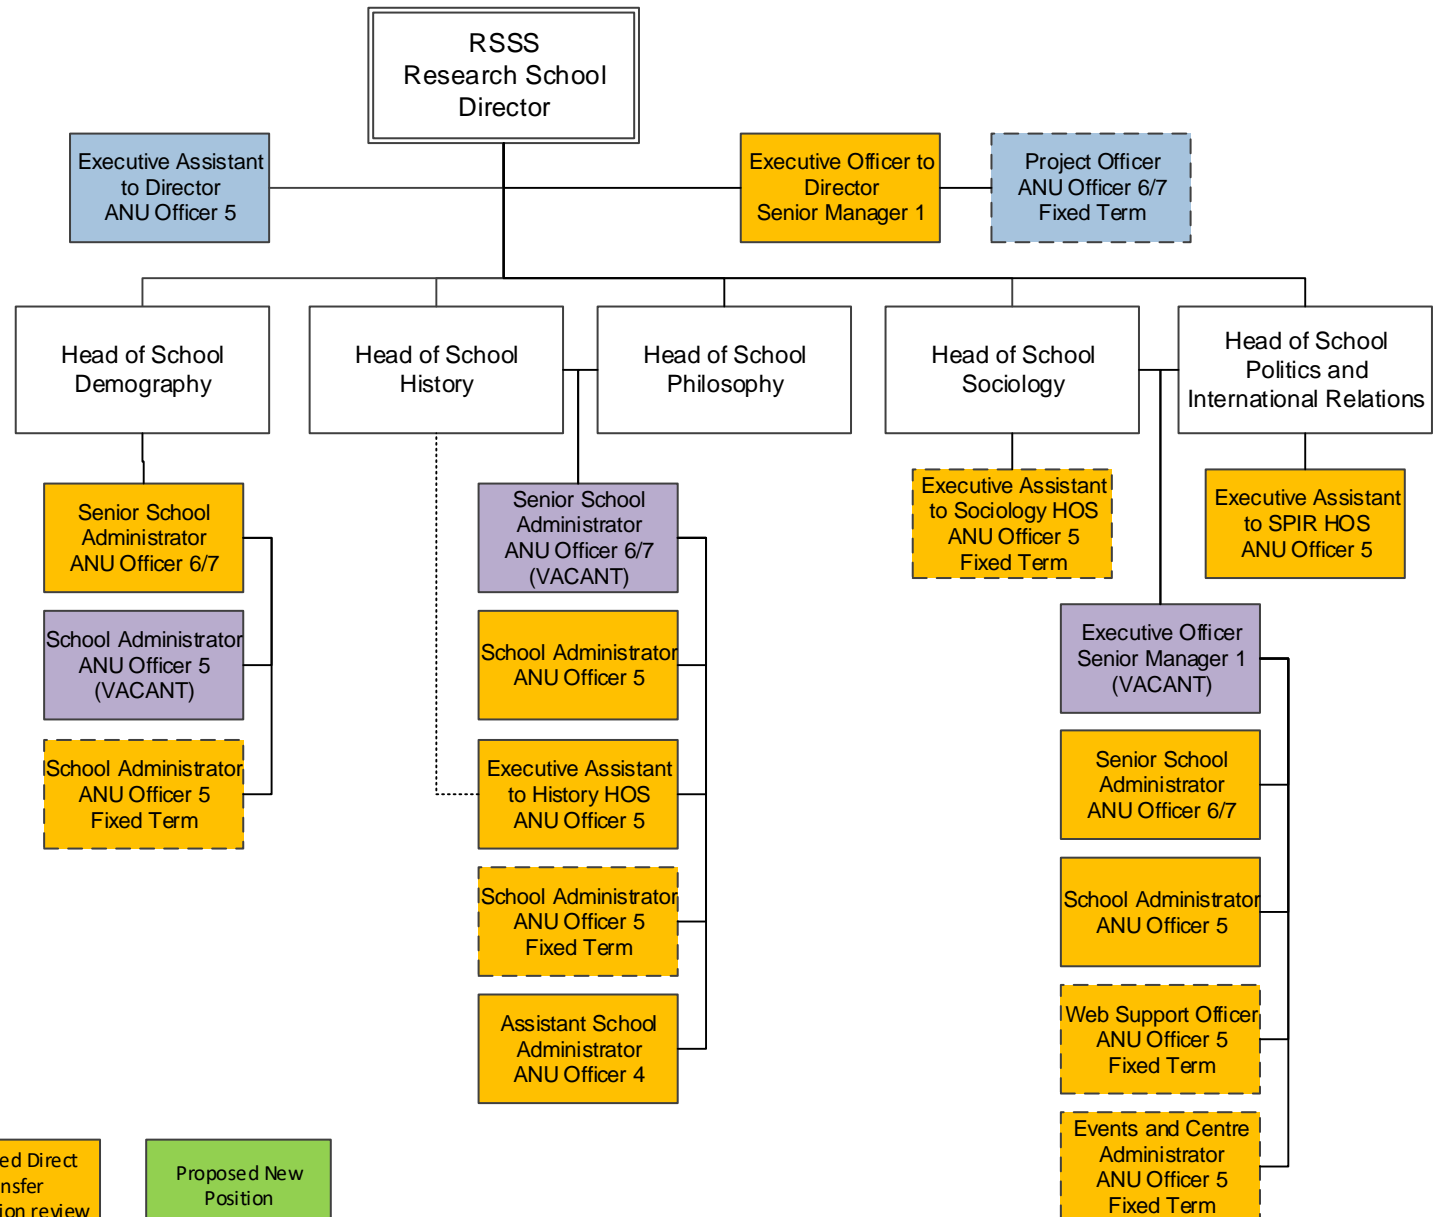 RSSS
Research School
Director
Executive Assistant
to Director
ANU Officer 5
Executive Officer to
Director
Senior Manager 1
Project Officer
ANU Officer 6/7
Fixed Term
Head of School
Demography
Head of School
History
Head of School
Philosophy
Head of School
Sociology
Head of School
Politics and
International Relations
Senior School
Administrator
ANU Officer 6/7
School Administrator
ANU Officer 5
(VACANT)
School Administrator
ANU Officer 5
Fixed Term
Senior School
Administrator
ANU Officer 6/7
(VACANT)
School Administrator
ANU Officer 5
Executive Assistant
to History HOS
ANU Officer 5
School Administrator
ANU Officer 5
Fixed Term
Assistant School
Administrator
ANU Officer 4
Executive Assistant
to Sociology HOS
ANU Officer 5
Fixed Term
Executive Assistant
to SPIR HOS
ANU Officer 5
Executive Officer
Senior Manager 1
(VACANT)
Senior School
Administrator
ANU Officer 6/7
School Administrator
ANU Officer 5
Web Support Officer
ANU Officer 5
Fixed Term
Events and Centre
Administrator
ANU Officer 5
Fixed Term
Direct
review
Proposed New
Position